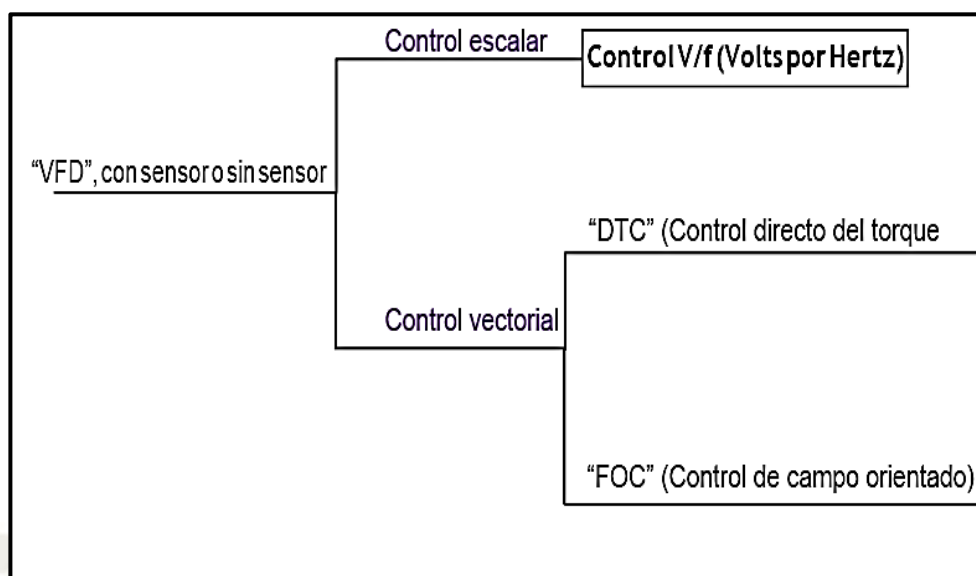 Control escalar
Control V/f (Volts por Hertz)
“VFD”, con sensor o sin sensor
“DTC” (Control directo del torque
Control vectorial
“FOC” (Control de campo orientado)